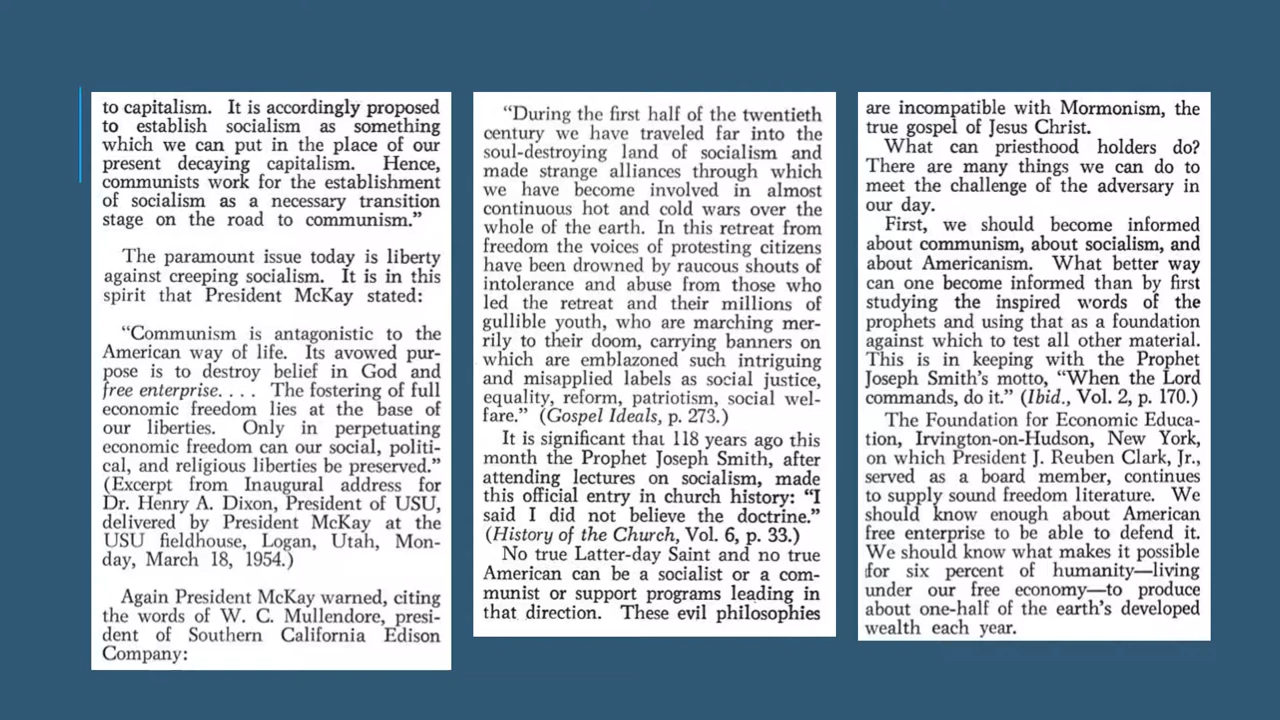 to capitalism. It is accordingly proposed
to establish socialism as something
which we can put in the place of our
present decaying capitalism. Hence,
communists work for the establishment
of socialism as a necessary transition
stage on the road to communism.”
The paramount issue today is liberty
against creeping socialism. It is in this
spirit that President McKay stated:
“Communism is antagonistic to the
American way of life. Its avowed pur-
pose is to destroy belief in God and
free enterprise. . . . The fostering of full
economic freedom lies at the base of
our liberties. Only in perpetuating
economic freedom can our social, politi-
cal, and religious liberties be preserved.”
(Excerpt from Inaugural address for
Dr. Henry A. Dixon, President of USU,
delivered by President McKay at the
USU fieldhouse, Logan, Utah, Mon-
day, March 18, 1954.)
Again President McKay warned, citing
the words of W. C. Mullendore, presi-
dent of Southern California Edison
Company:
“During the first half of the twentieth
century we have traveled far into the
soul-destroying land of socialism and
made strange alliances through which
we have become involved in almost
continuous hot and cold wars over the
whole of the earth. In this retreat from
freedom the voices of protesting citizens
have been drowned by raucous shouts of
intolerance and abuse from those who
led the retreat and their millions of
gullible youth, who are marching mer-
rily to their doom, carrying banners on
which are emblazoned such intriguing
and misapplied labels as social justice,
equality, reform, patriotism, social wel-
fare.” (Gospel Ideals, p. 273.)
It is significant that 118 years ago this
month the Prophet Joseph Smith, after
attending lectures on socialism, made
this official entry in church history: “I
said I did not believe the doctrine.”
(History of the Church, Vol. 6, p. 33.)
No true Latter-day Saint and no true
American can be a socialist or a com-
munist or support programs leading in
that direction. These evil philosophies
are incompatible with Mormonism, the
true gospel of Jesus Christ.
What can priesthood holders do?
There are many things we can do to
meet the challenge of the adversary in
our day.
First, we should become informed
about communism, about socialism, and
about Americanism. What better way
can one become informed than by first
studying the inspired words of the
prophets and using that as a foundation
against which to test all other material.
This is in keeping with the Prophet
Joseph Smith’s motto, “When the Lord
commands, do it.” (Ibid., Vol. 2, p. 170.)
The Foundation for Economic Educa-
tion, Irvington-on-Hudson, New York,
on which President J. Reuben Clark, Jr.,
served as a board member, continues
to supply sound freedom literature. We
should know enough about American
free enterprise to be able to defend it.
We should know what makes it possible
for six percent of humanity—living
under our free economy—to produce
about one-half of the earth’s developed
wealth each year.